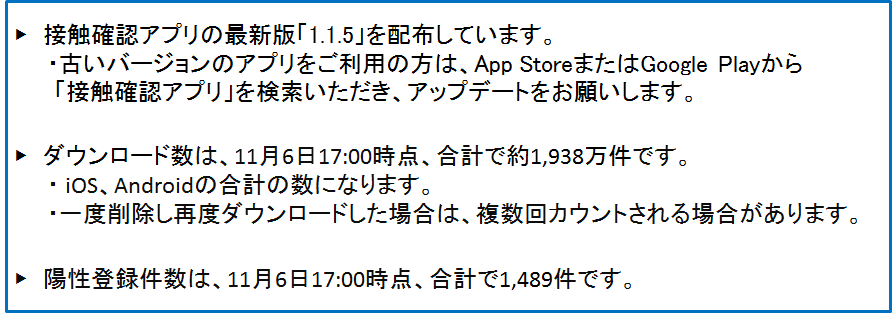 ▶ 接触確認アプリの最新版「1.1.5」を配布しています。
・古いバージョンのアプリをご利用の方は、App StoreまたはGoogle Playから
「接触確認アプリ」を検索いただき、アップデートをお願いします。
▶ ダウンロード数は、11月6日17:00時点、合計で約1,938万件です。
・ iOS、Androidの合計の数になります。
・一度削除し再度ダウンロードした場合は、複数回カウントされる場合があります。
▶ 陽性登録件数は、11月6日17:00時点、合計で1,489件です。